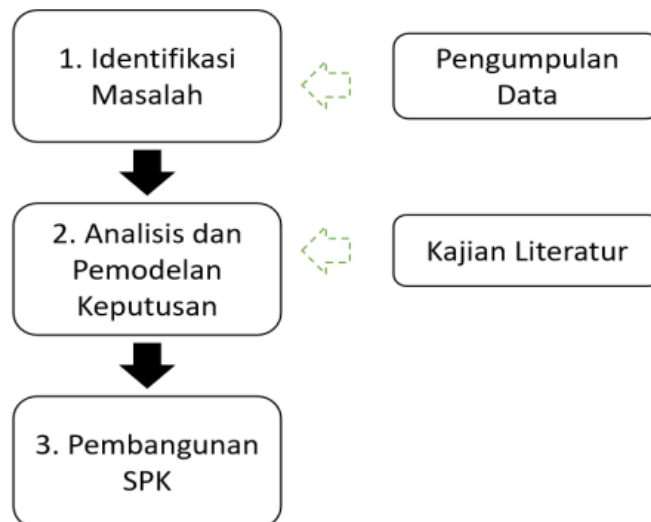 1. Identifikasi
Masalah
Pengumpulan
Data
2. Analisis dan
Pemodelan
Keputusan
Kajian Literatur
3. Pembangunan
SPK